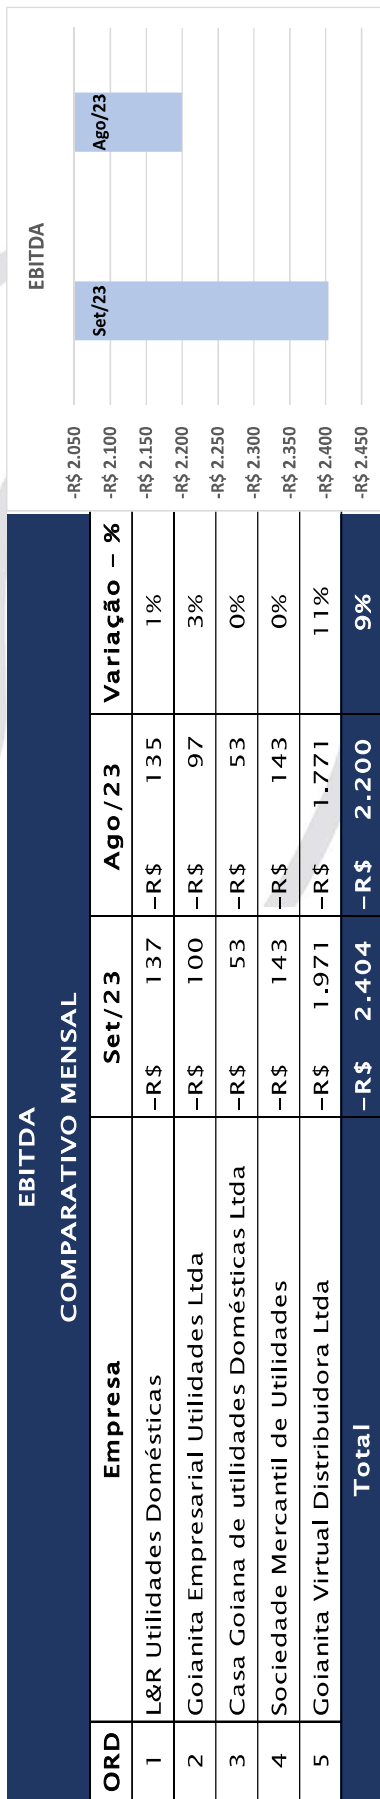 EBITDA
COMPARATIVO MENSAL
ORD Empresa Set/23 Ago/23 Variação – %
1 L&R Utilidades Domésticas –R$ 137 –R$ 135 1%
2 Goianita Empresarial Utilidades Ltda –R$ 100 –R$ 97 3%
3 Casa Goiana de utilidades Domésticas Ltda –R$ 53 –R$ 53 0%
4 Sociedade Mercantil de Utilidades –R$ 143 –R$ 143 0%
5 Goianita Virtual Distribuidora Ltda –R$ 1.971 –R$ 1.771 11%
Total –R$ 2.404 –R$ 2.200 9%
EBITDA
-R$ 2.050
-R$ 2.100
-R$ 2.150
-R$ 2.200
-R$ 2.250
-R$ 2.300
-R$ 2.350
-R$ 2.400
-R$ 2.450
Set/23
Ago/23